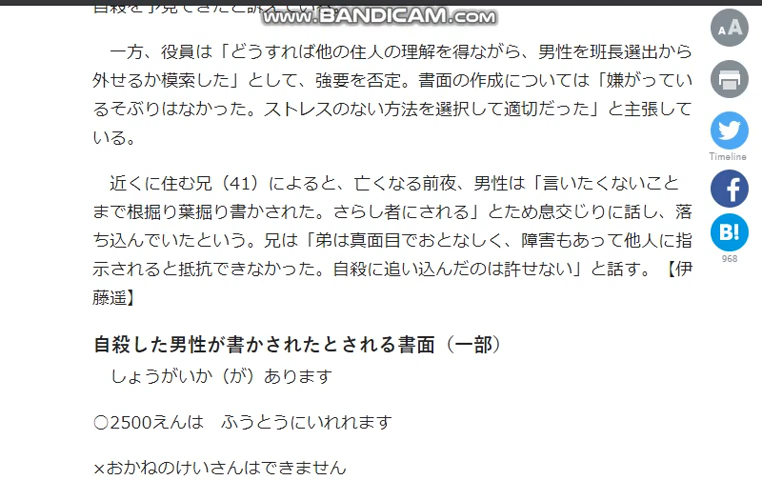 自殺を予見できたと訴えている。
www.BANDICAM.com
一方、役員は「どうすれば他の住人の理解を得ながら、男性を班長選出から
外せるか模索した」として、強要を否定。書面の作成については「嫌がってい
るそぶりはなかった。ストレスのない方法を選択して適切だった」と主張して
いる。
近くに住む兄（41）によると、亡くなる前夜、男性は「言いたくないこと
まで根掘り葉掘り書かされた。さらし者にされる」とため息交じりに話し、落
ち込んでいたという。兄は「弟は真面目でおとなしく、障害もあって他人に指
示されると抵抗できなかった。自殺に追い込んだのは許せない」と話す。【伊
藤遥】
自殺した男性が書かされたとされる書面（一部）
しょうがいか（が）あります
○2500えんは　ふうとうにいれれます
×おかねのけいさんはできません
AA
Timeline
f
B!
968